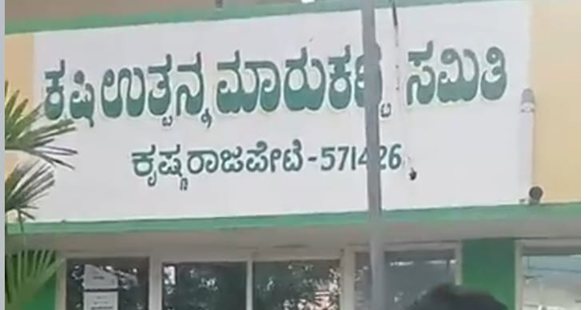 ಕೃಷಿ ಉತ್ಪನ್ನ ಮಾರುಕಟ್ಟೆ ಸಮಿತಿ
ಕೃಷ್ಣರಾಜಪೇಟೆ-571426